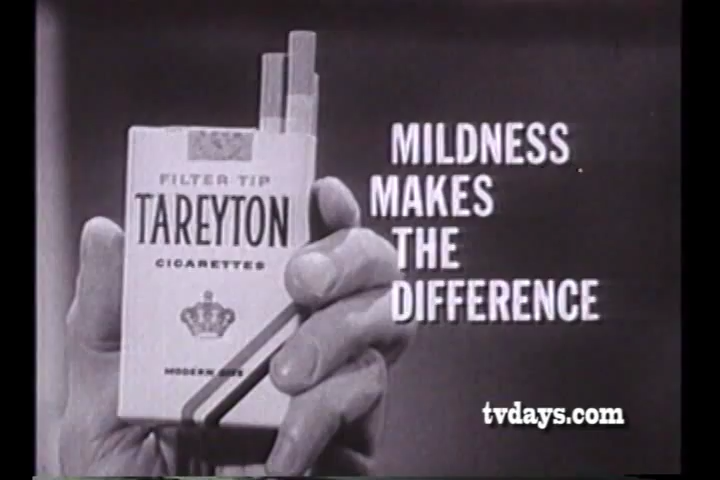 FILTER TIP
TAREYTON
CIGARETTES
MODERN SIZE
MILDNESS
MAKES
THE
DIFFERENCE
tvdays.com